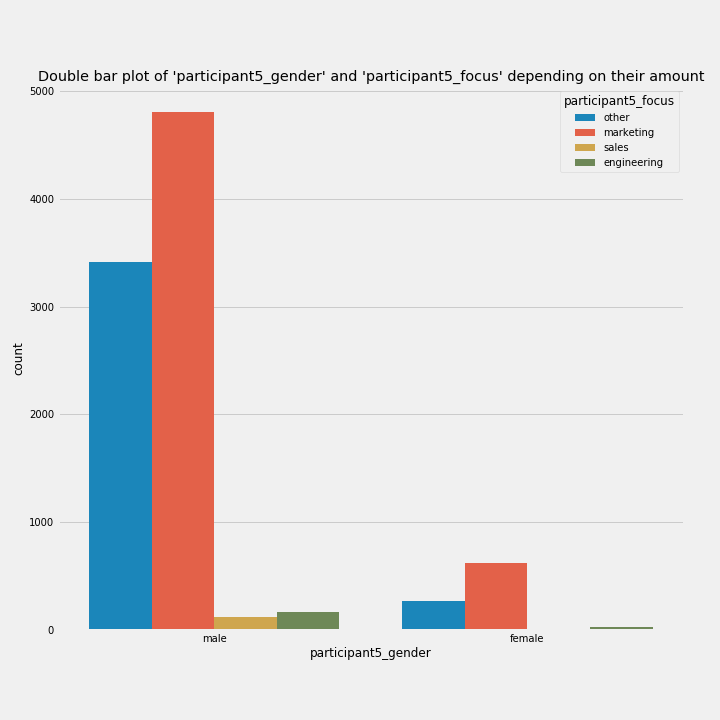 Double bar plot of 'participant5_gender' and 'participant5_focus' depending on their amount
5000
4000
3000
2000
1000
0
count
participant5_focus
other
marketing
sales
engineering
male
female
participant5_gender